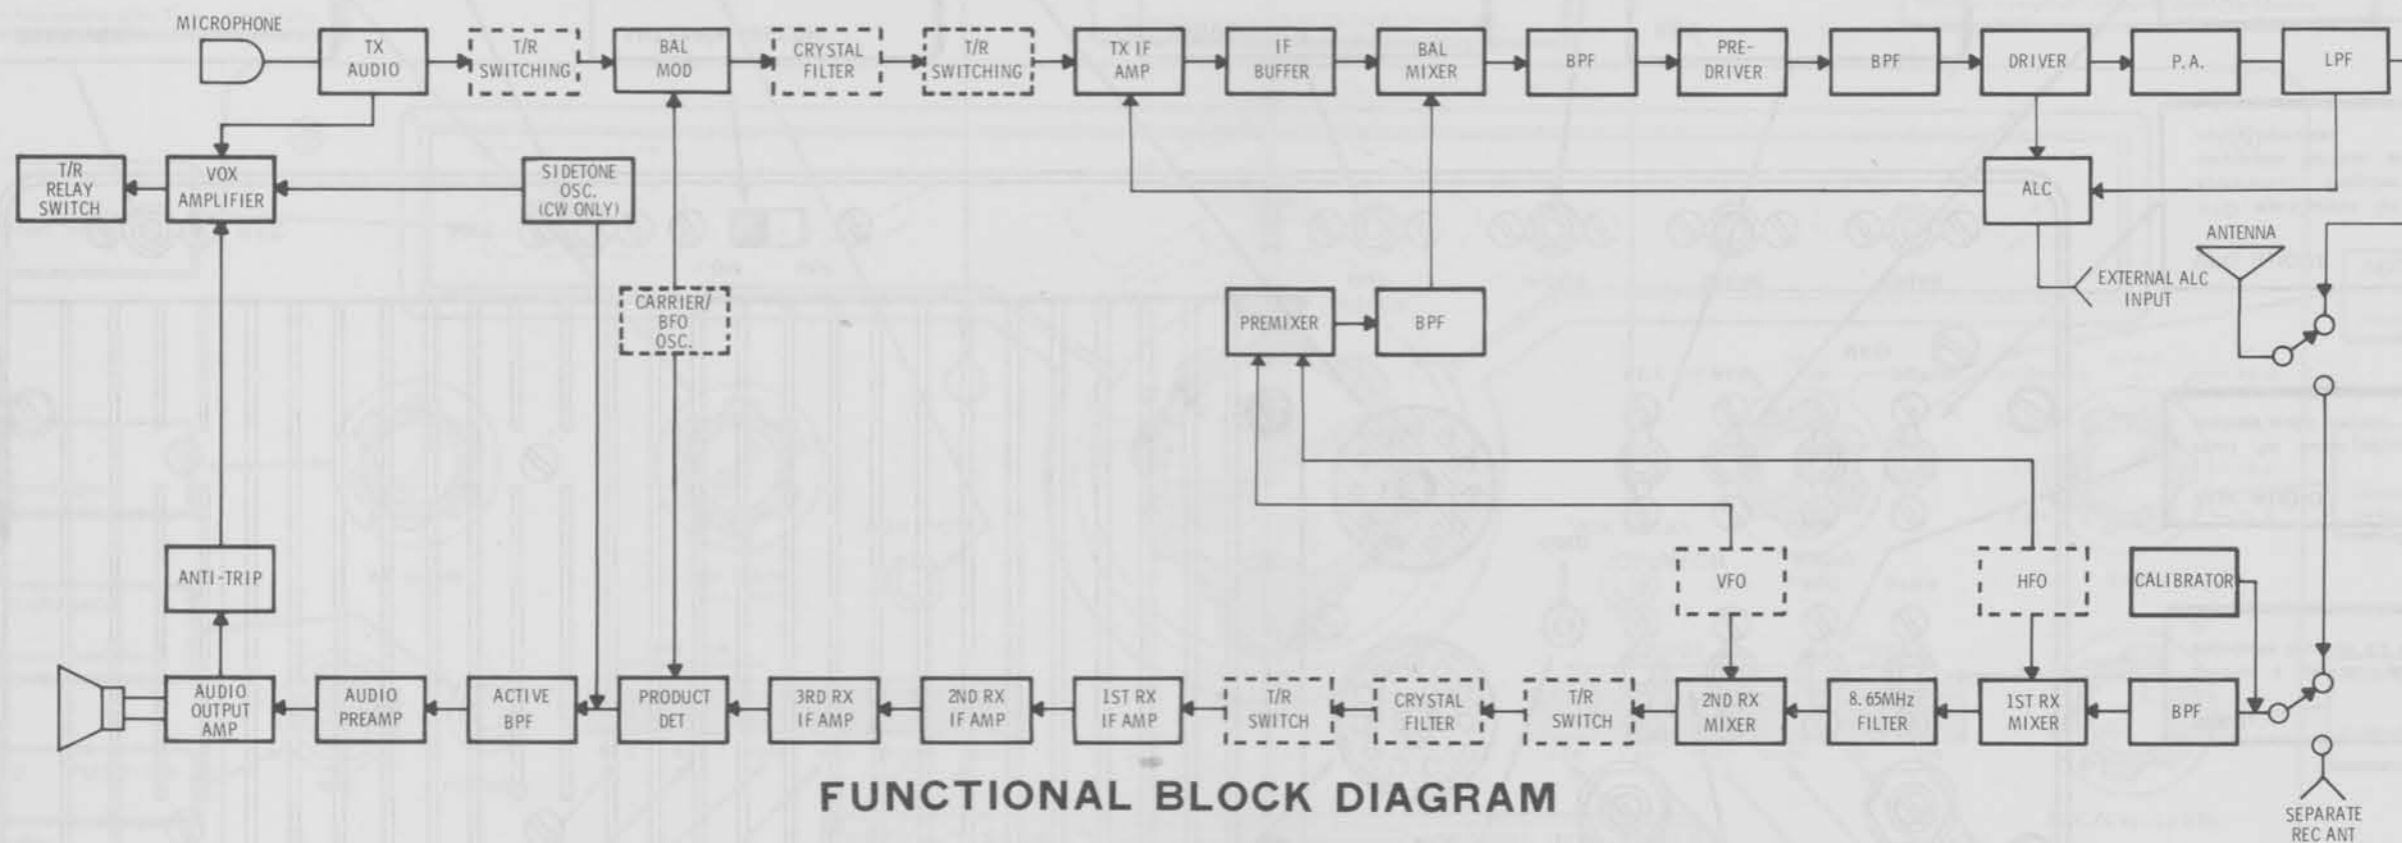 MICROPHONE
TX
AUDIO
T/R
SWITCHING
BAL
MOD
CRYSTAL
FILTER
T/R
SWITCHING
TX IF
AMP
IF
BUFFER
BAL
MIXER
BPF
PRE-
DRIVER
BPF
DRIVER
P.A.
LPF
T/R
RELAY
SWITCH
VOX
AMPLIFIER
SIDETONE
OSC.
(CW ONLY)
ALC
ANTENNA
EXTERNAL ALC
INPUT
CARRIER/
BFO
OSC.
PREMIXER
BPF
ANTI-TRIP
VFO
HFO
CALIBRATOR
AUDIO
OUTPUT
AMP
AUDIO
PREAMP
ACTIVE
BPF
PRODUCT
DET
3RD RX
IF AMP
2ND RX
IF AMP
1ST RX
IF AMP
T/R
SWITCH
CRYSTAL
FILTER
T/R
SWITCH
2ND RX
MIXER
8.65MHz
FILTER
1ST RX
MIXER
BPF
FUNCTIONAL BLOCK DIAGRAM
SEPARATE
REC ANT